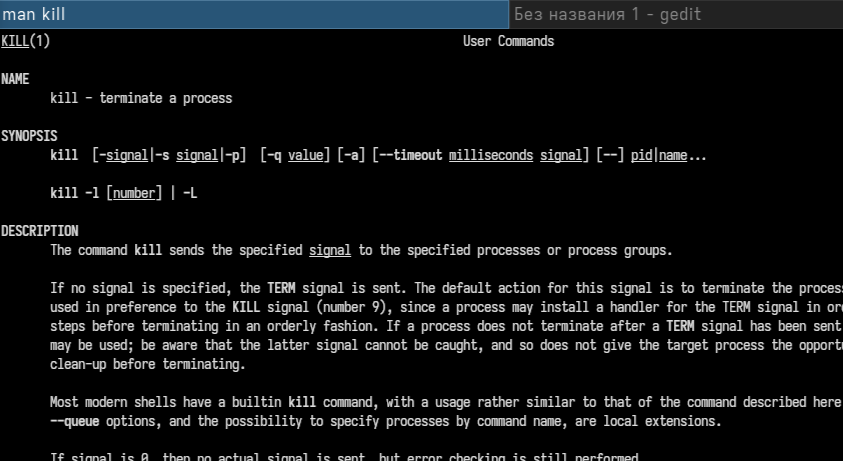 man kill
Без названия 1 - gedit
KILL(1) User Commands
NAME
kill - terminate a process
SYNOPSIS
kill [-signal|-s signal|-p] [-q value] [-a] [--timeout milliseconds signal] [--] pid|name...
kill -l [number] | -L
DESCRIPTION
The command kill sends the specified signal to the specified processes or process groups.
If no signal is specified, the TERM signal is sent. The default action for this signal is to terminate the proces
used in preference to the KILL signal (number 9), since a process may install a handler for the TERM signal in or
steps before terminating in an orderly fashion. If a process does not terminate after a TERM signal has been sent
may be used; be aware that the latter signal cannot be caught, and so does not give the target process the opport
clean-up before terminating.
Most modern shells have a builtin kill command, with a usage rather similar to that of the command described here
--queue options, and the possibility to specify processes by command name, are local extensions.
If signal is 0, then no actual signal is sent, but error checking is still performed.